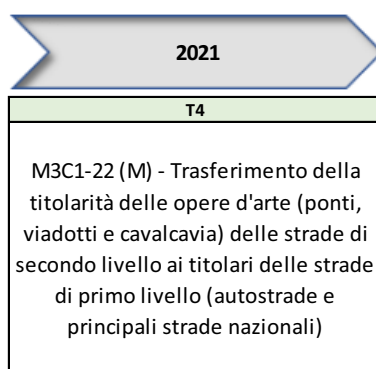 2021
T4
M3C1-22 (M) - Trasferimento della
titolarità delle opere d'arte (ponti,
viadotti e cavalcavia) delle strade di
secondo livello ai titolari delle strade
di primo livello (autostrade e
principali strade nazionali)